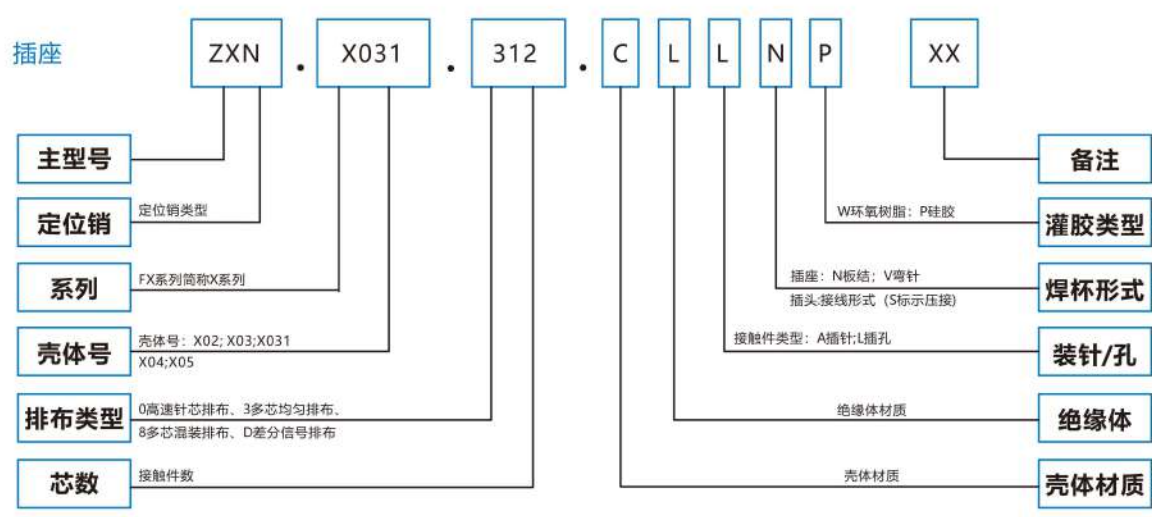 插座
ZXN . X031 . 312 . C L L N P XX
主型号
备注
定位销类型
定位销
W环氧树脂：P硅胶
灌胶类型
FX系列简称X系列
系列
插座：N板结；V弯针
插头:接线形式（S标示压接)
焊杯形式
壳体号：X02; X03;X031
X04;X05
壳体号
接触件类型：A插针;L插孔
装针/孔
0高速针芯排布、3多芯均匀排布、
8多芯混装排布、D差分信号排布
排布类型
绝缘体材质
绝缘体
接触件数
芯数
壳体材质
壳体材质